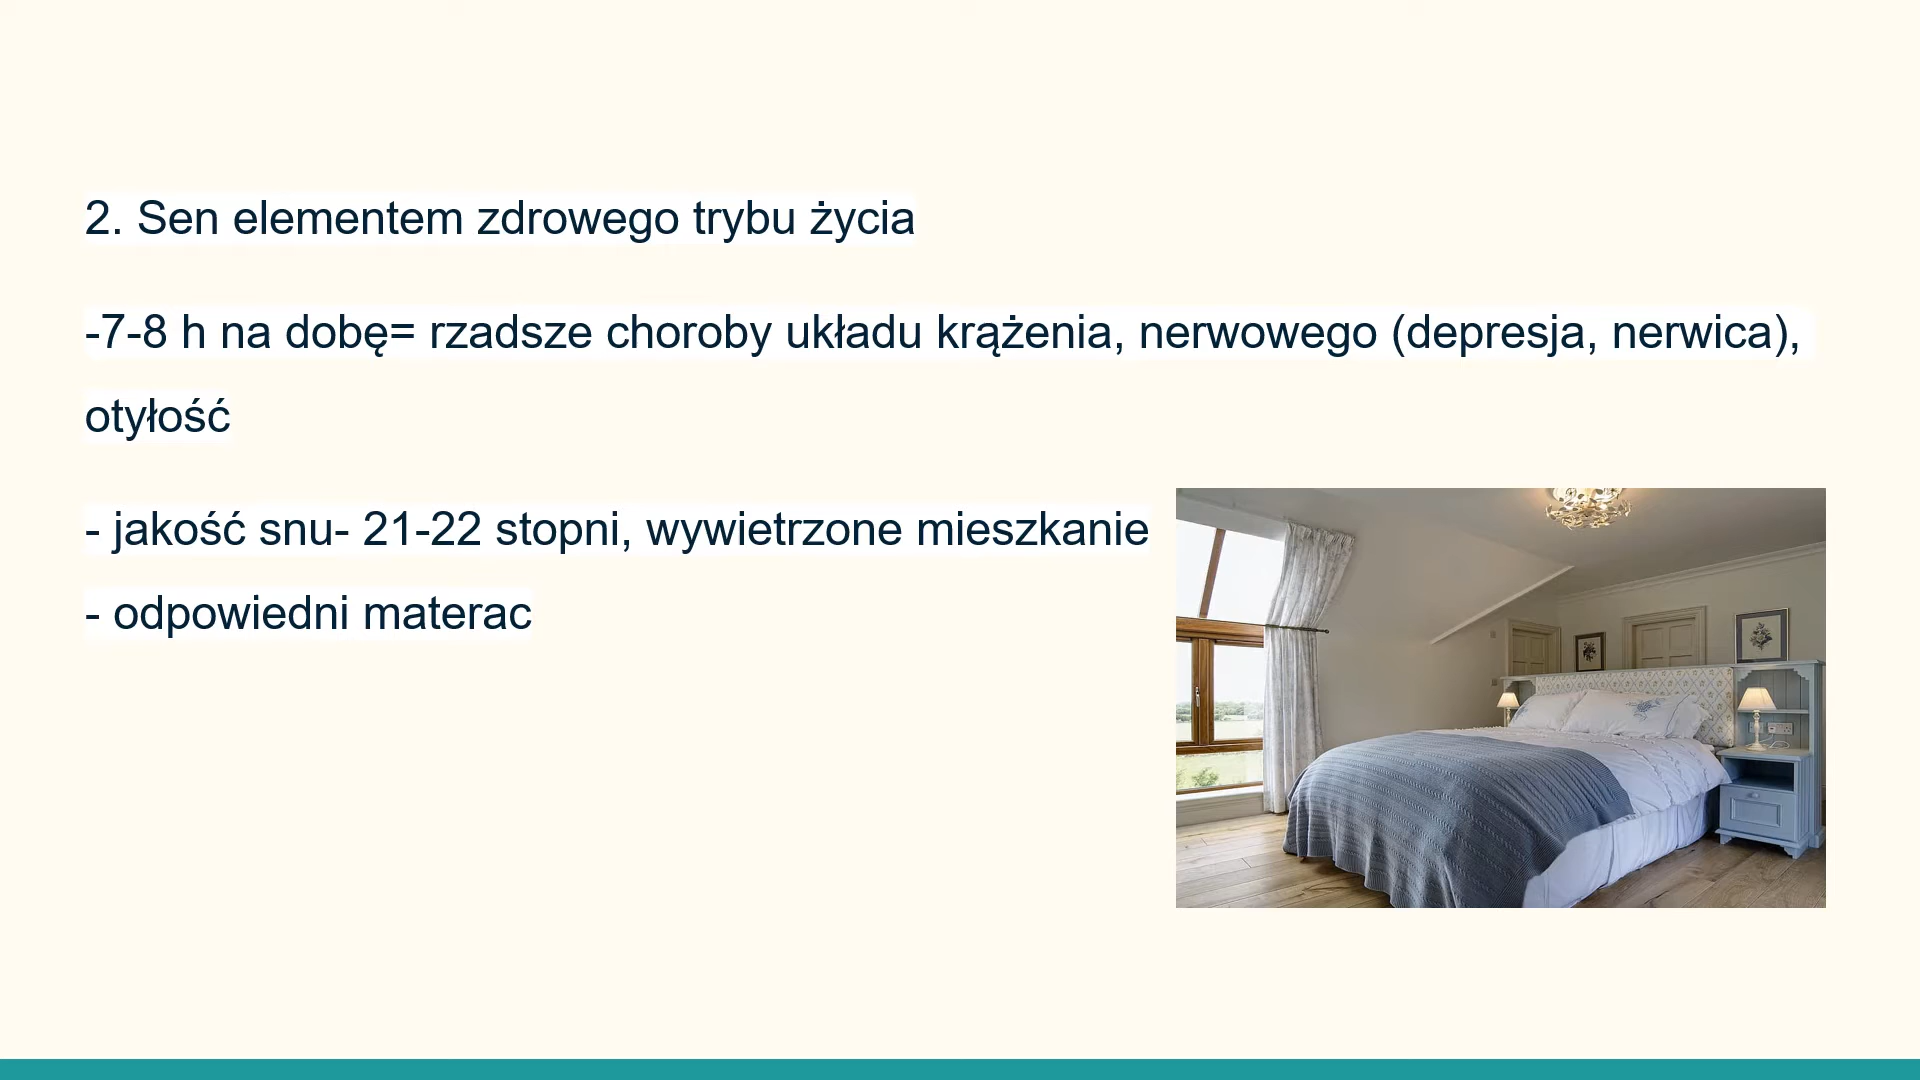 2. Sen elementem zdrowego trybu życia
-7-8 h na dobę= rzadsze choroby układu krążenia, nerwowego (depresja, nerwica),
otyłość
- jakość snu- 21-22 stopni, wywietrzone mieszkanie
- odpowiedni materac